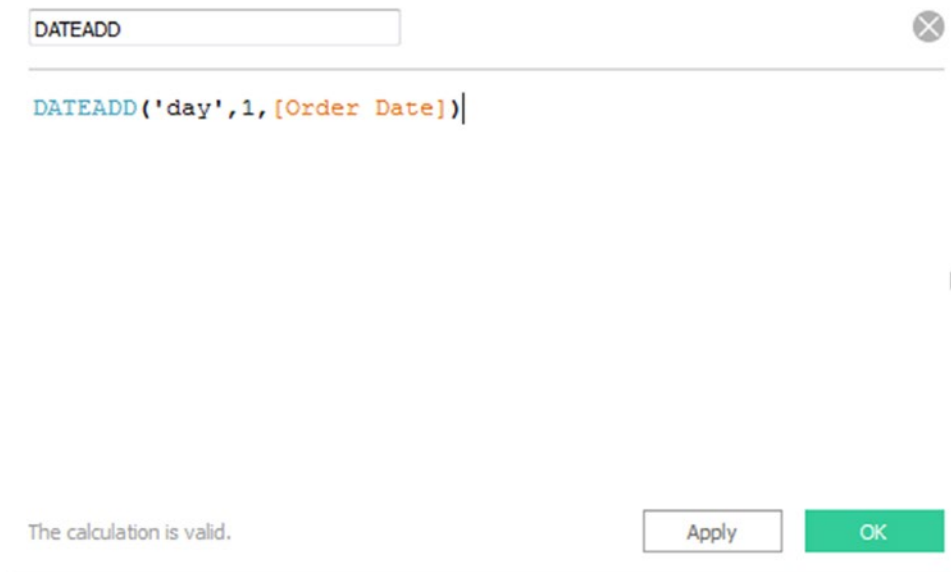 DATEADD
DATEADD('day',1,[Order Date])
The calculation is valid.
Apply
OK